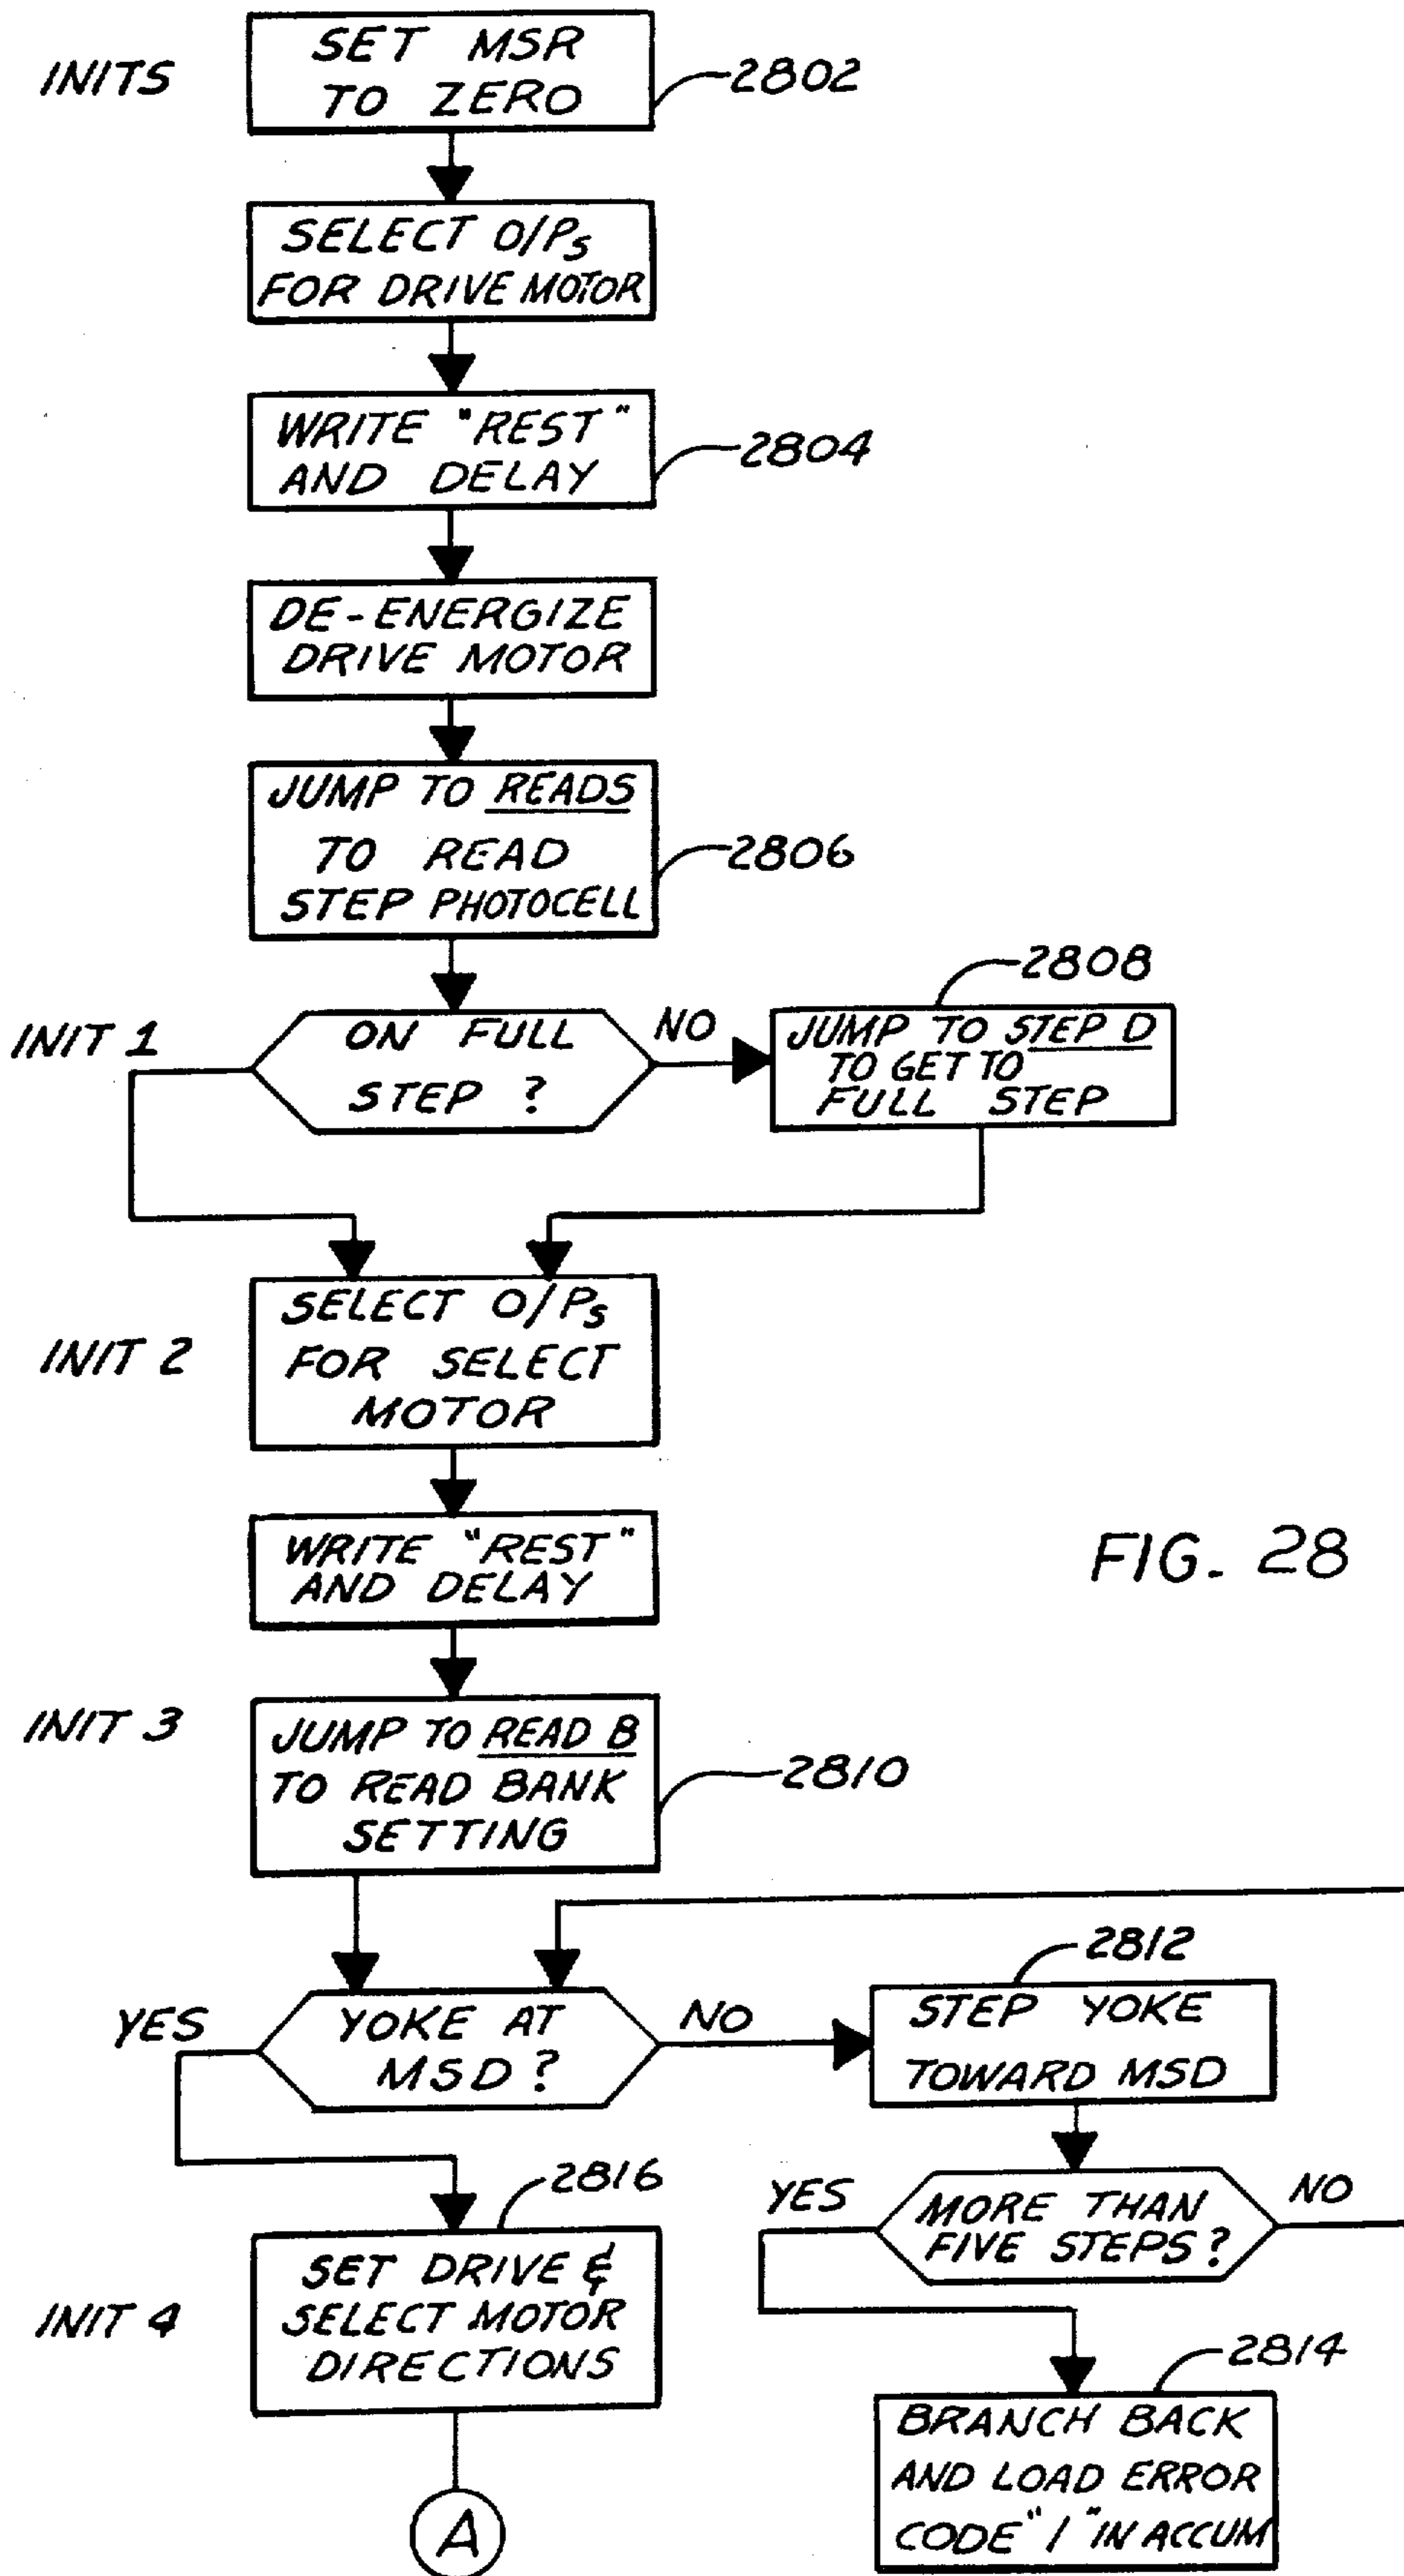 INITS
SET MSR
TO ZERO
2802
SELECT O/Ps
FOR DRIVE MOTOR
WRITE "REST"
AND DELAY
2804
DE-ENERGIZE
DRIVE MOTOR
JUMP TO READS
TO READ
STEP PHOTOCELL
2806
INIT 1
ON FULL
STEP ?
NO
2808
JUMP TO STEP D
TO GET TO
FULL STEP
INIT 2
SELECT O/Ps
FOR SELECT
MOTOR
WRITE "REST"
AND DELAY
FIG. 28
INIT 3
JUMP TO READ B
TO READ BANK
SETTING
2810
YES
YOKE AT
MSD ?
NO
2812
STEP YOKE
TOWARD MSD
YES
MORE THAN
FIVE STEPS ?
NO
INIT 4
2816
SET DRIVE &
SELECT MOTOR
DIRECTIONS
2814
BRANCH BACK
AND LOAD ERROR
CODE "1" IN ACCUM
A